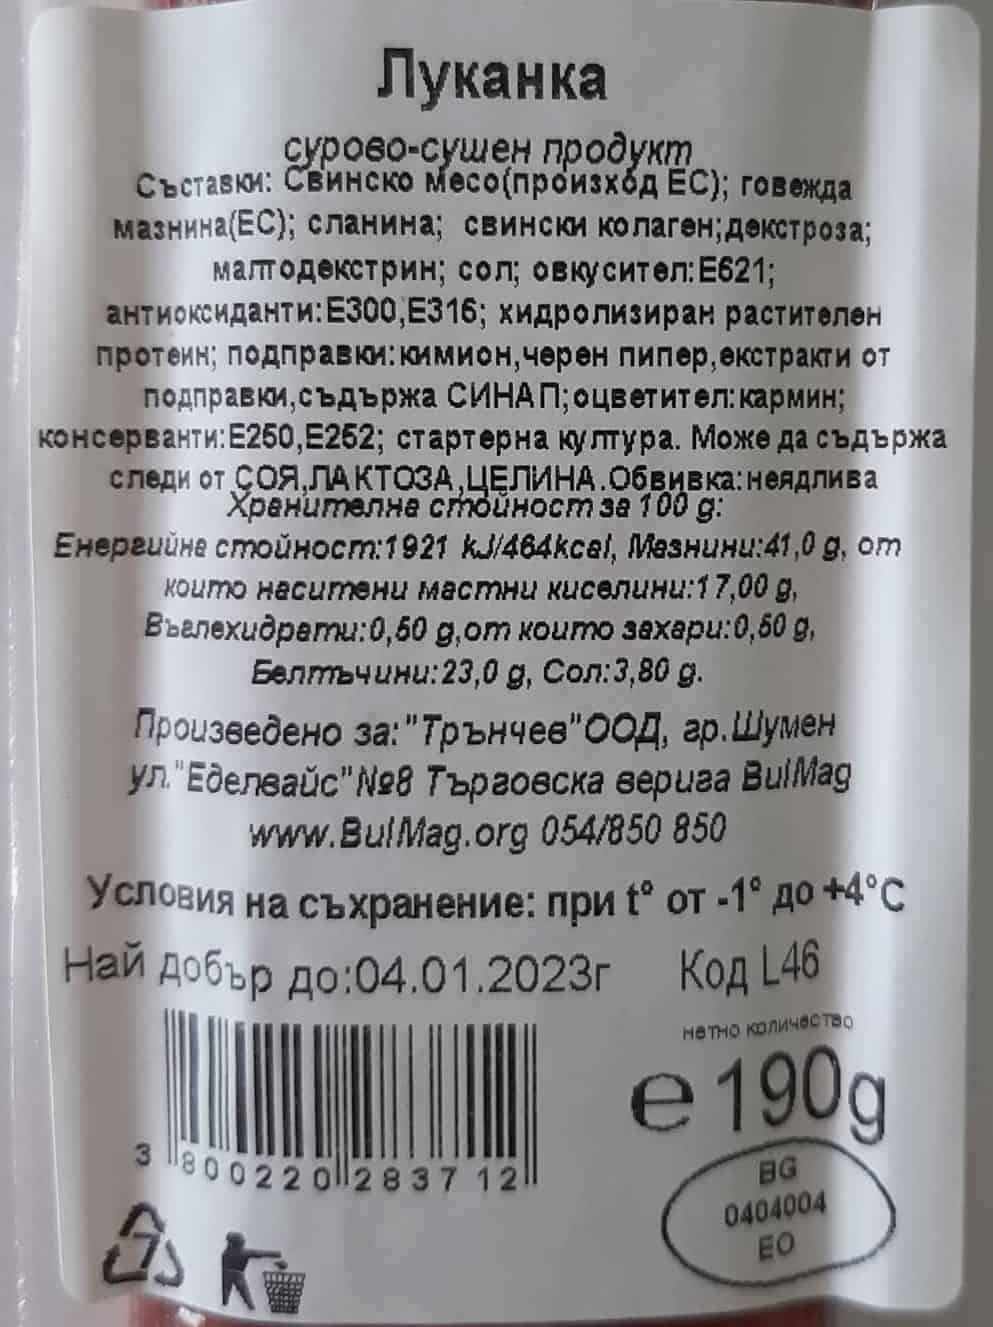 Луканка
сурово-сушен продукт
Съставки: Свинско месо(произход ЕС); говежда
мазнина(ЕС); сланина; свински колаген;декстроза;
малтодекстрин; сол; овкусител:Е621;
антиоксиданти:Е300,Е316; хидролизиран растителен
протеин; подправки:кимион,черен пипер,екстракти от
подправки,съдържа СИНАП;оцветител:кармин;
консерванти:Е250,Е252; стартерна култура. Може да съдържа
следи от СОЯ,ЛАКТОЗА,ЦЕЛИНА.Обвивка:неядлива
Хранителна стойност за 100 g:
Енергийна стойност:1921 kJ/464kcal, Мазнини:41,0 g, от
които наситени мастни киселини:17,00 g,
Въглехидрати:0,50 g,от които захари:0,50 g,
Белтъчини:23,0 g, Сол:3,80 g.
Произведено за:"Трънчев"ООД, гр.Шумен
ул."Еделвайс"№8 Търговска верига BulMag
www.BulMag.org 054/850 850
Условия на съхранение: при t° от -1° до +4°C
Най добър до:04.01.2023г Код L46
нетно количество
e 190g
3 800220 283712
BG
0404004
EO
7